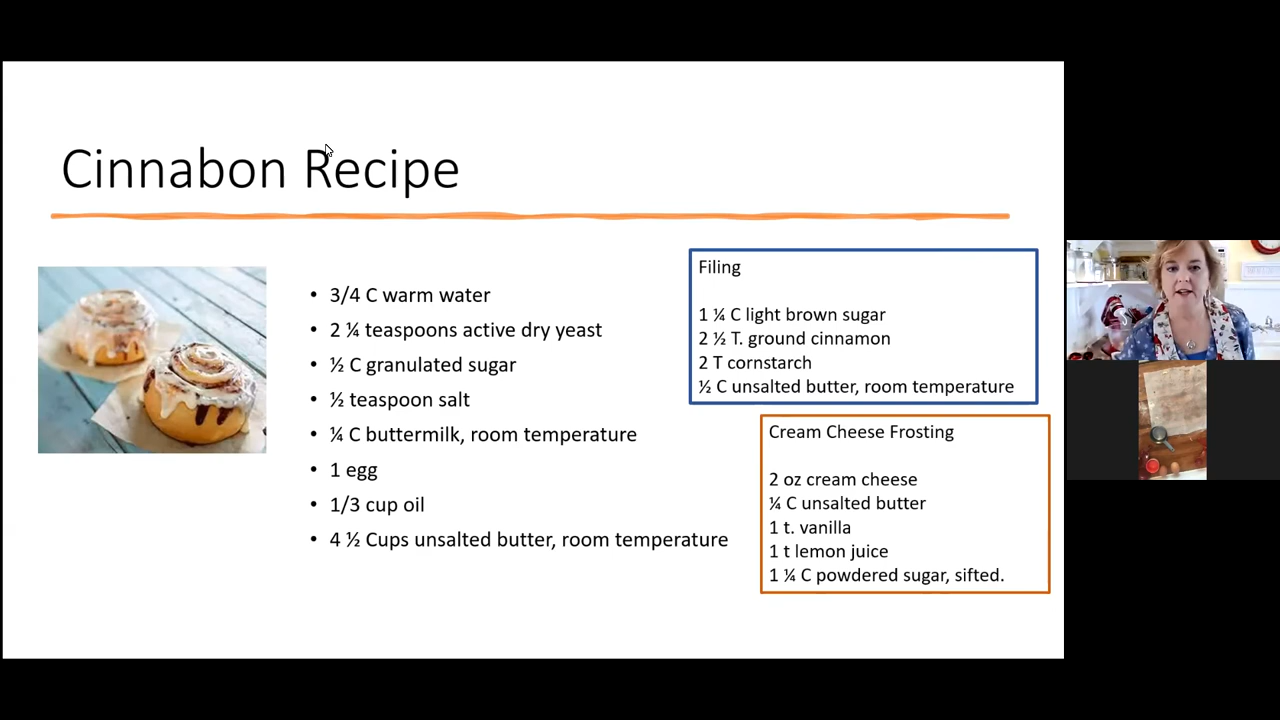 Cinnabon Recipe
• 3/4 C warm water
• 2 ¼ teaspoons active dry yeast
• ½ C granulated sugar
• ½ teaspoon salt
• ¼ C buttermilk, room temperature
• 1 egg
• 1/3 cup oil
• 4 ½ Cups unsalted butter, room temperature
Filing
1 ¼ C light brown sugar
2 ½ T. ground cinnamon
2 T cornstarch
½ C unsalted butter, room temperature
Cream Cheese Frosting
2 oz cream cheese
¼ C unsalted butter
1 t. vanilla
1 t lemon juice
1 ¼ C powdered sugar, sifted.